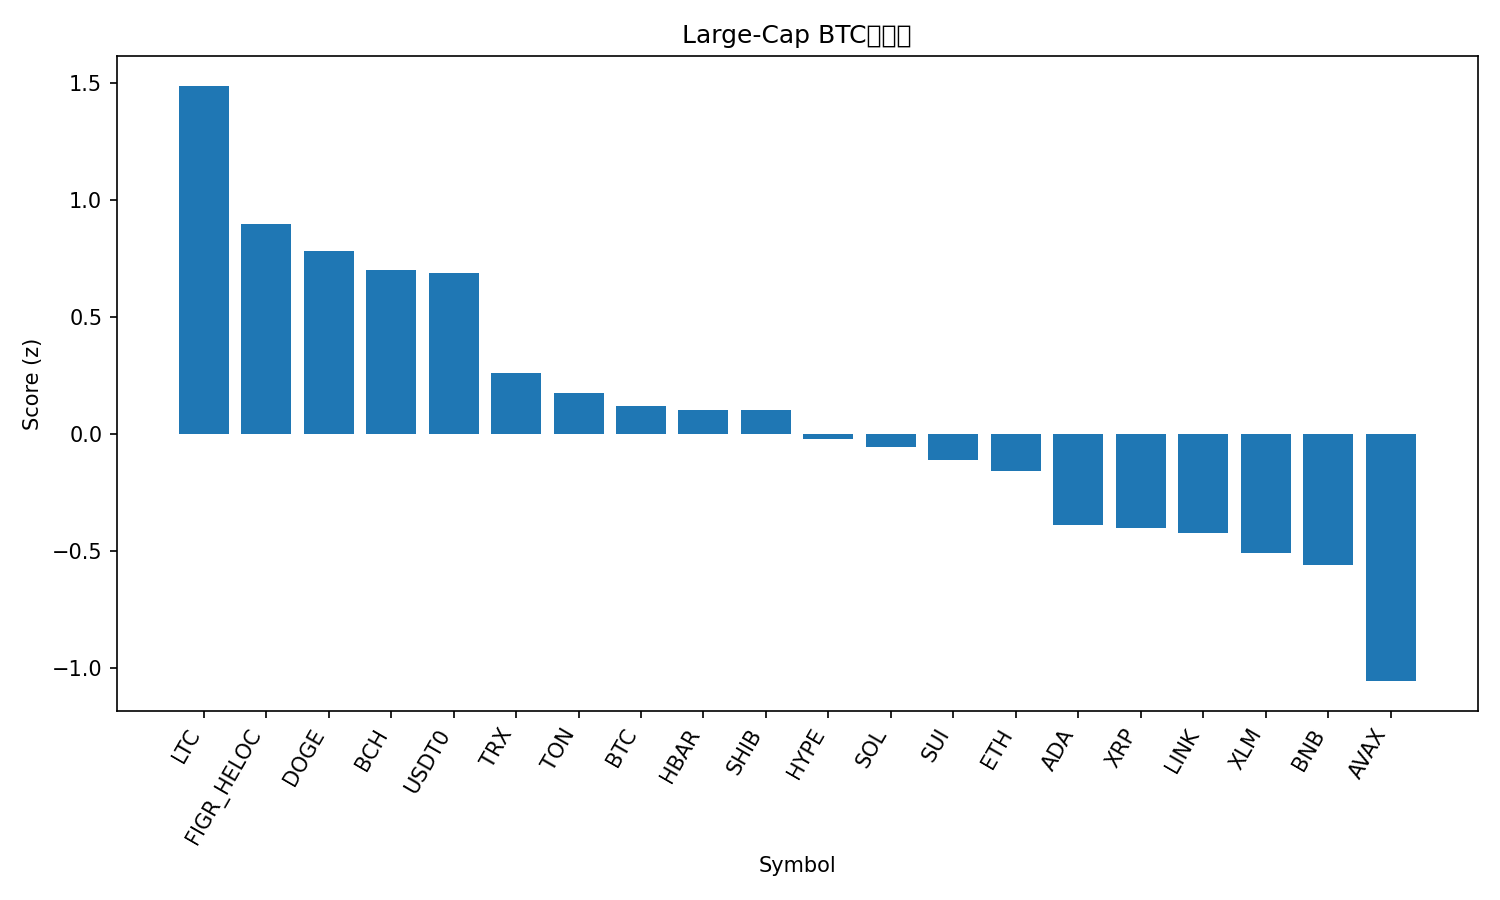 Large-Cap BTC
Score (z)
1.5
1.0
0.5
0.0
−0.5
−1.0
LTC
FIGR_HELOC
DOGE
BCH
USDT0
TRX
TON
BTC
HBAR
SHIB
HYPE
SOL
SUI
ETH
ADA
XRP
LINK
XLM
BNB
AVAX
Symbol